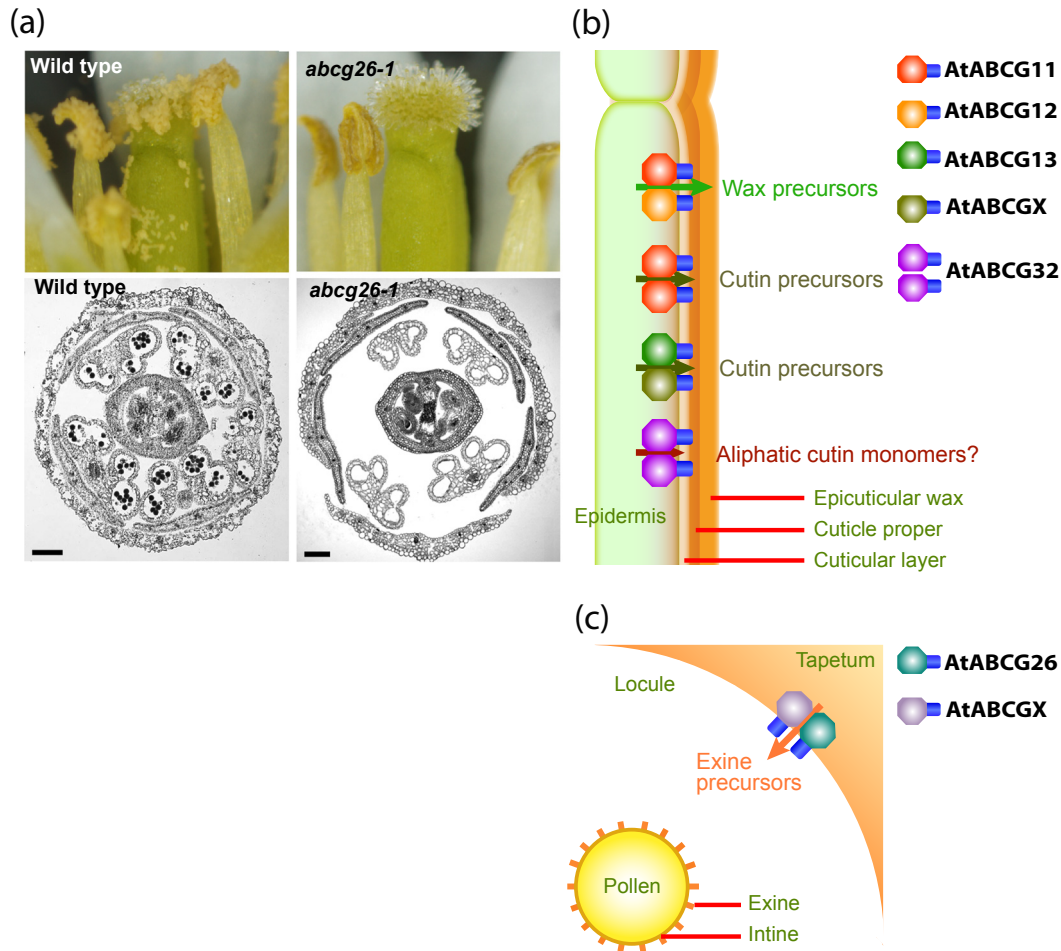 (a)
Wild type
abcg26-1
Wild type
abcg26-1
(b)
AtABCG11
AtABCG12
AtABCG13
AtABCGX
AtABCG32
Wax precursors
Cutin precursors
Cutin precursors
Aliphatic cutin monomers?
Epidermis
Epicuticular wax
Cuticle proper
Cuticular layer
(c)
Tapetum
Locule
AtABCG26
AtABCGX
Exine
precursors
Pollen
Exine
Intine